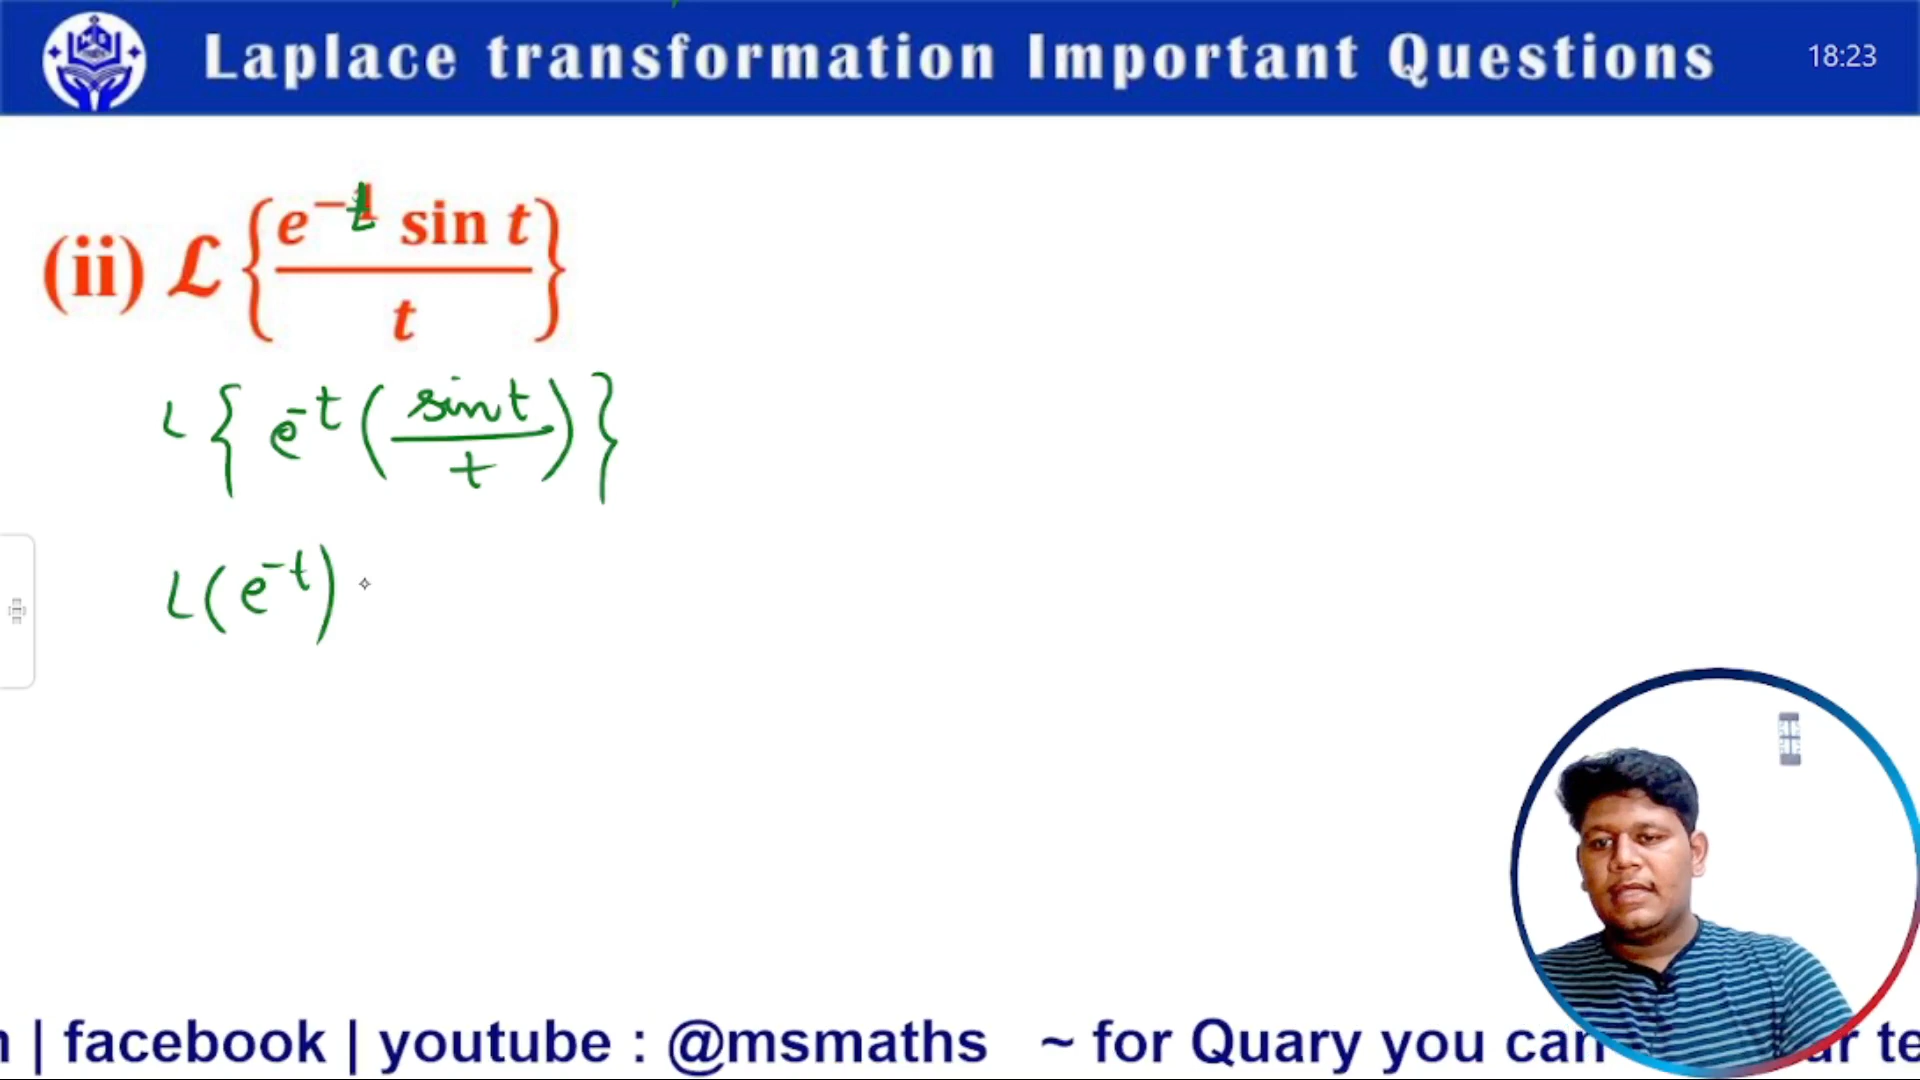 Laplace transformation Important Questions 18:23
(ii) ℒ {e^{-t} sin t / t}
L { e^{-t} ( sin t / t ) }
L(e^{-t})
| facebook | youtube : @msmaths ~ for Quary you can